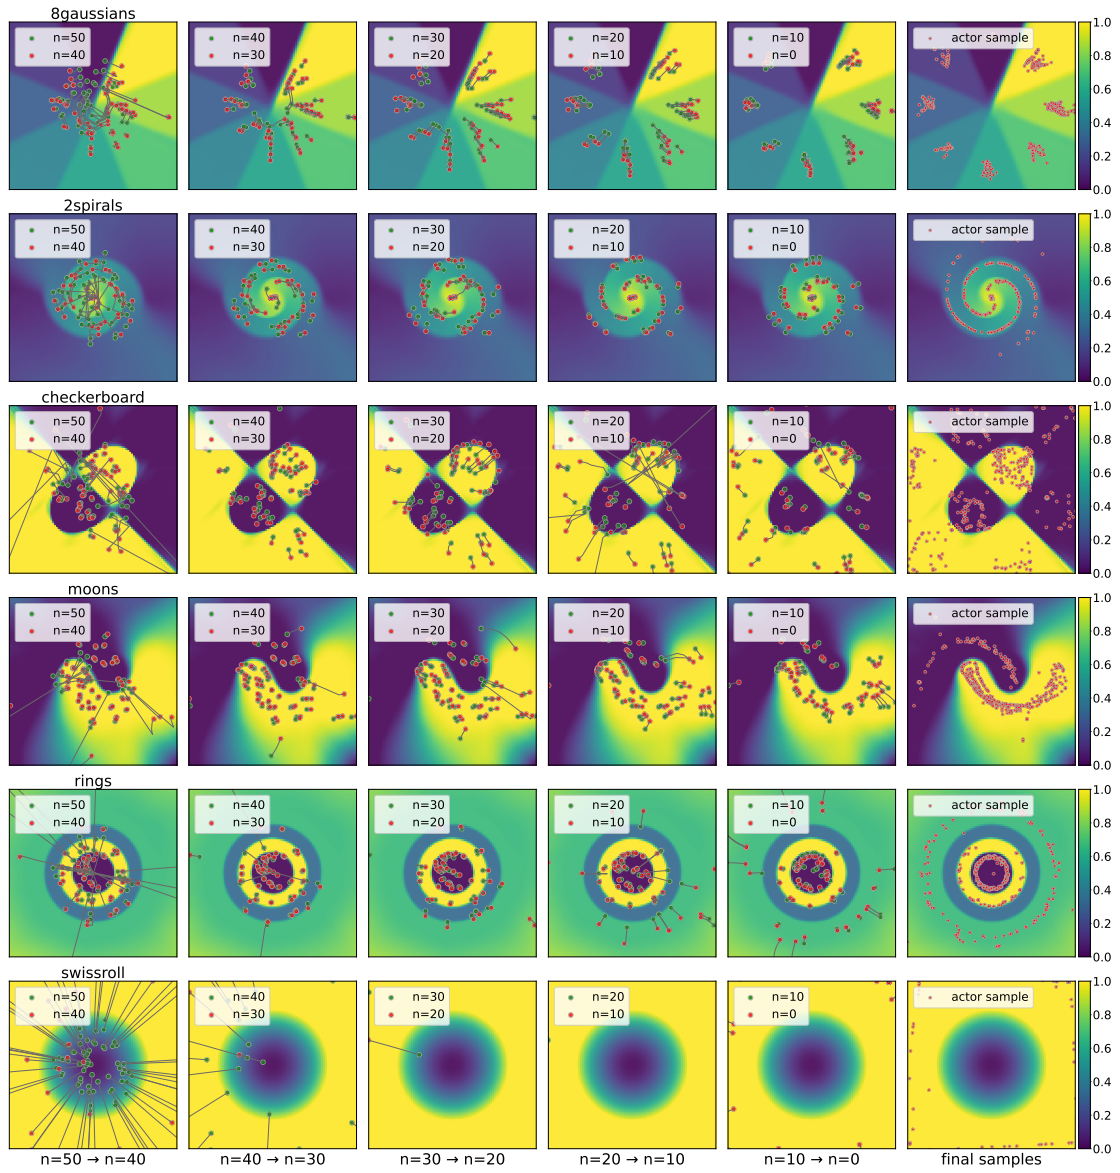 8gaussians
n=50
n=40
n=40
n=30
n=30
n=20
n=20
n=10
n=10
n=0
actor sample
1.0
0.8
0.6
0.4
0.2
0.0
2spirals
n=50
n=40
n=40
n=30
n=30
n=20
n=20
n=10
n=10
n=0
actor sample
1.0
0.8
0.6
0.4
0.2
0.0
checkerboard
n=50
n=40
n=40
n=30
n=30
n=20
n=20
n=10
n=10
n=0
actor sample
1.0
0.8
0.6
0.4
0.2
0.0
moons
n=50
n=40
n=40
n=30
n=30
n=20
n=20
n=10
n=10
n=0
actor sample
1.0
0.8
0.6
0.4
0.2
0.0
rings
n=50
n=40
n=40
n=30
n=30
n=20
n=20
n=10
n=10
n=0
actor sample
1.0
0.8
0.6
0.4
0.2
0.0
swissroll
n=50
n=40
n=40
n=30
n=30
n=20
n=20
n=10
n=10
n=0
actor sample
1.0
0.8
0.6
0.4
0.2
0.0
n=50 → n=40
n=40 → n=30
n=30 → n=20
n=20 → n=10
n=10 → n=0
final samples